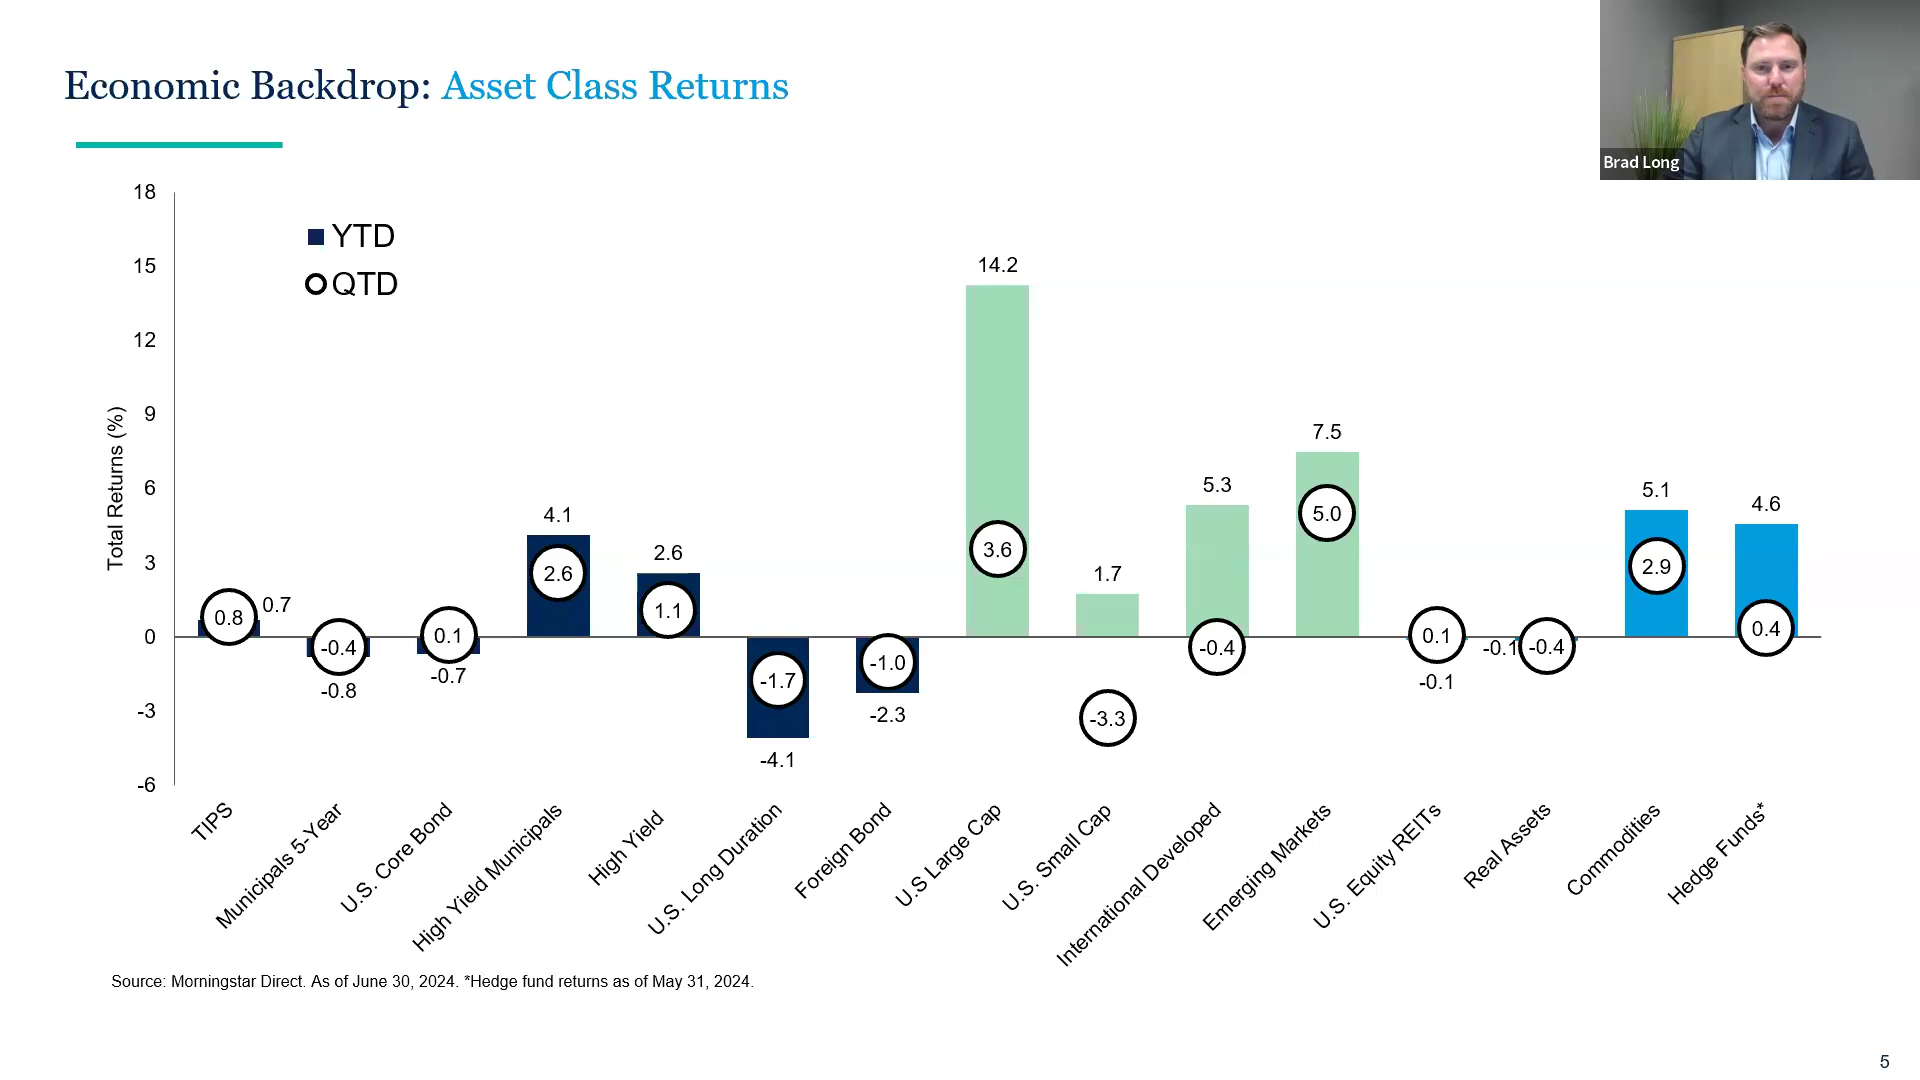 Economic Backdrop: Asset Class Returns
Brad Long
YTD
QTD
Total Returns (%)
18
15
12
9
6
3
0
-3
-6
0.8 0.7
-0.4
-0.8
0.1
-0.7
4.1
2.6
2.6
1.1
-1.7
-4.1
-1.0
-2.3
14.2
3.6
1.7
-3.3
5.3
-0.4
7.5
5.0
0.1
-0.1
-0.1 -0.4
5.1
2.9
4.6
0.4
TIPS
Municipals 5-Year
U.S. Core Bond
High Yield Municipals
High Yield
U.S. Long Duration
Foreign Bond
U.S Large Cap
U.S. Small Cap
International Developed
Emerging Markets
U.S. Equity REITs
Real Assets
Commodities
Hedge Funds*
Source: Morningstar Direct. As of June 30, 2024. *Hedge fund returns as of May 31, 2024.
5